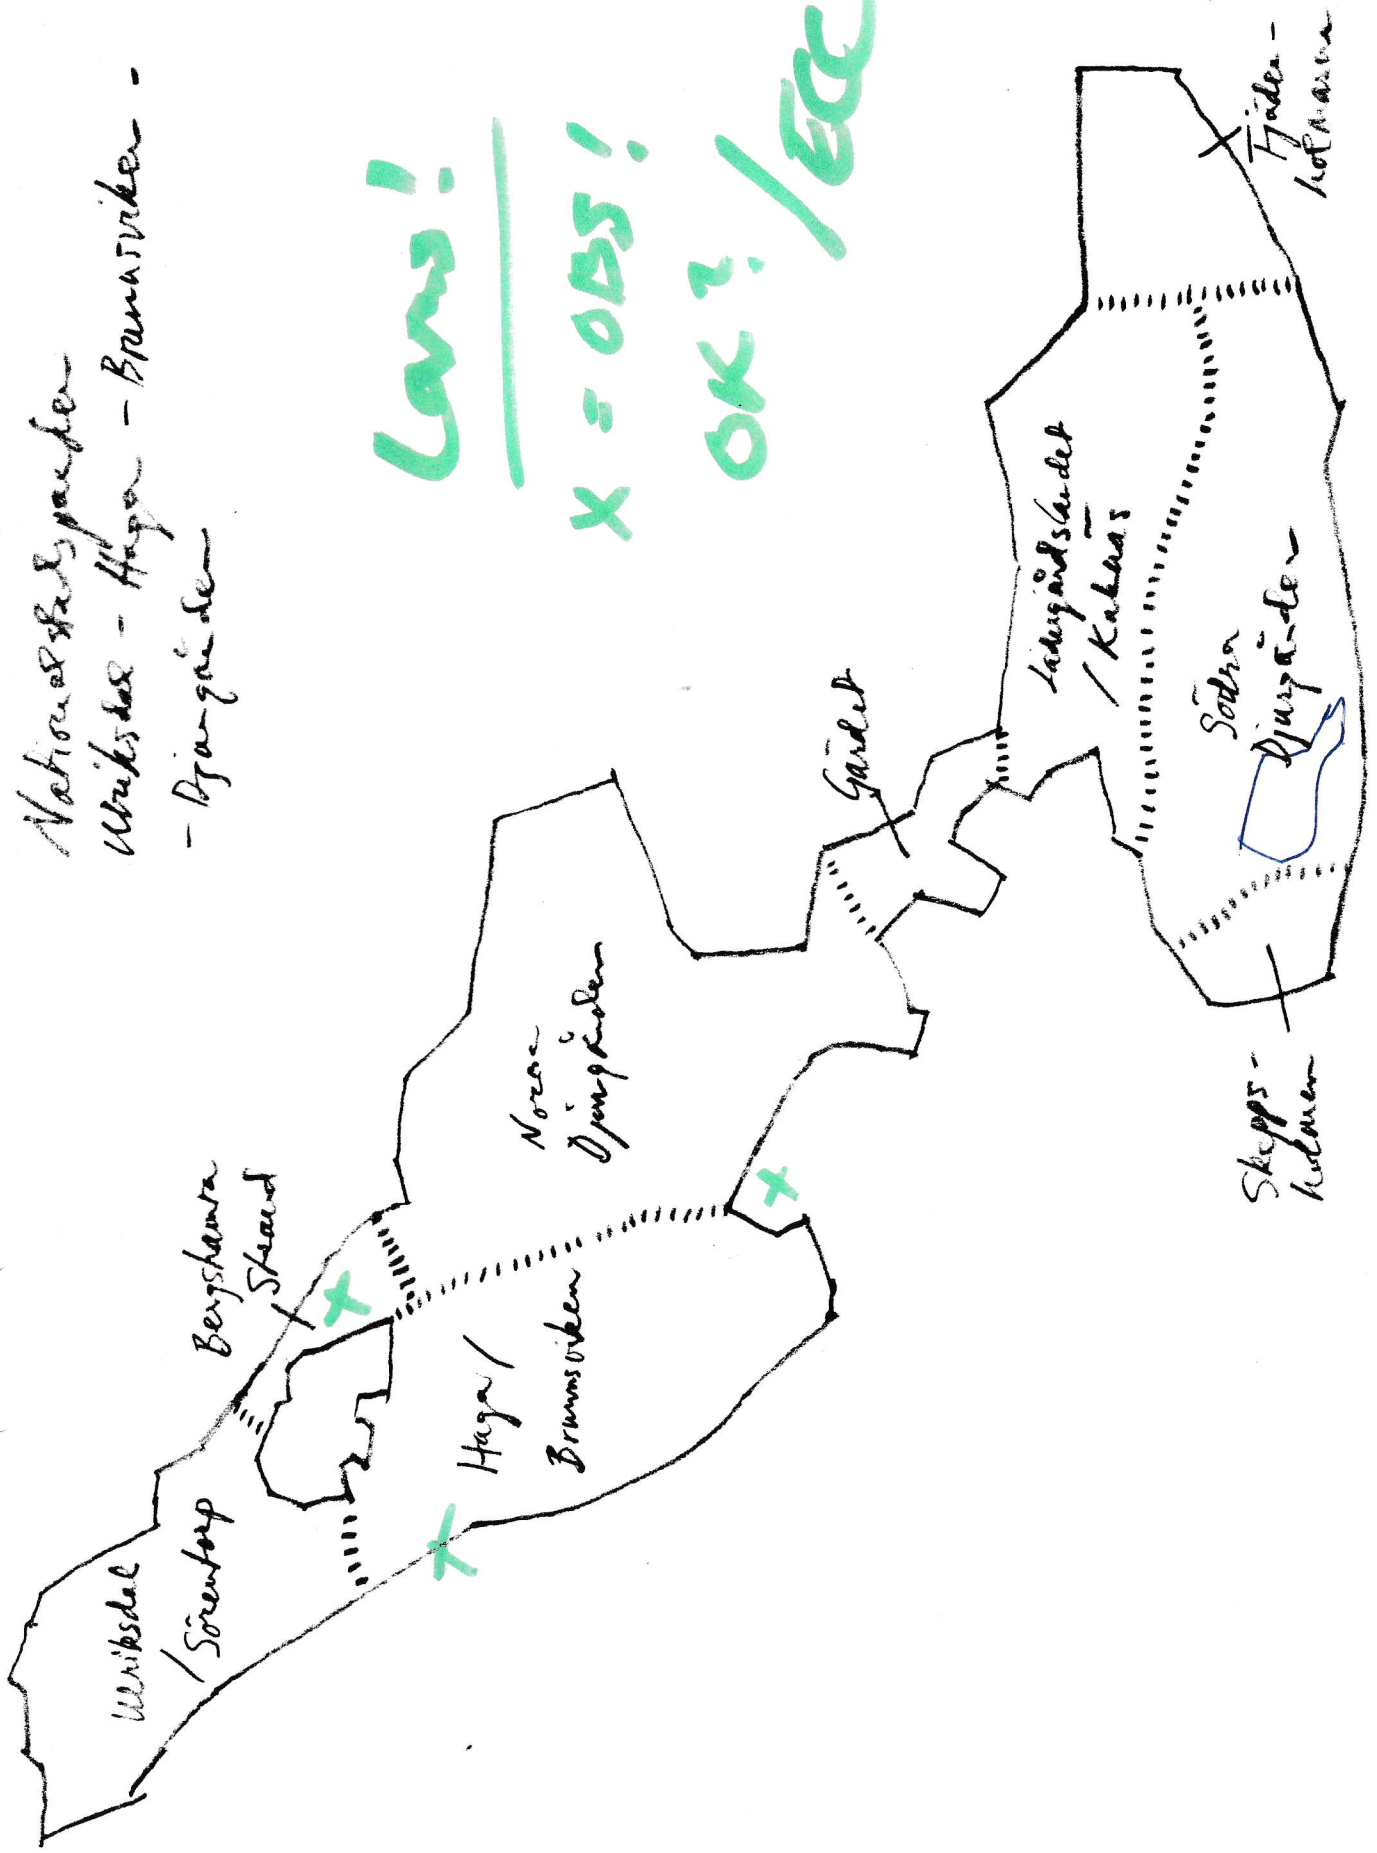 Nationalstadsparken
Ulriksdal - Haga - Brunnsviken -
- Djurgården
Lars!
X = OBS!
OK?
/ECC
Ulriksdal
/Sörentorp
Bergshamra
Strand
Haga/
Brunnsviken
Norra
Djurgården
Gärdet
Ladugårdslandet
/Kaknäs
Södra
Djurgården
Skepps-
holmen
Fjäder-
holmarna